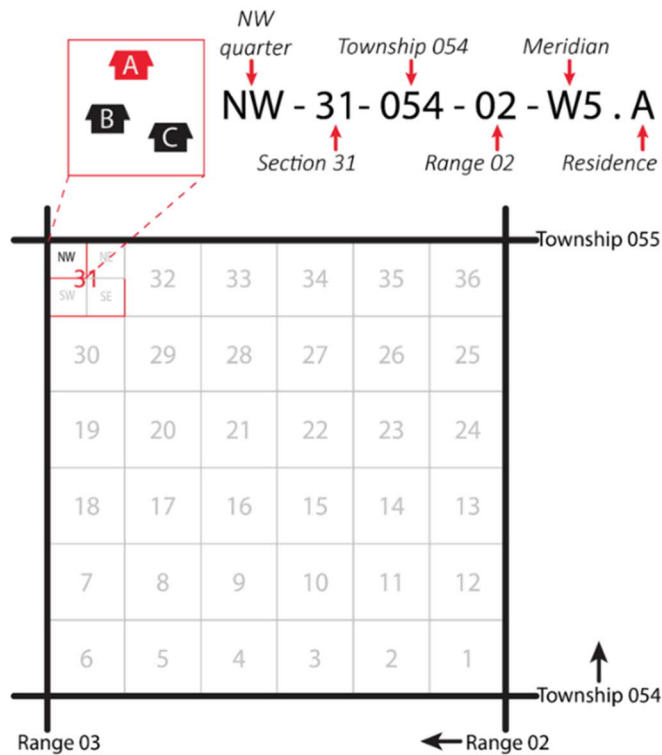 NW
quarter
Township 054
Meridian
A
B
C
NW - 31 - 054 - 02 - W5 . A
Section 31
Range 02
Residence
Township 055
NW NE
31
SW SE
32 33 34 35 36
30 29 28 27 26 25
19 20 21 22 23 24
18 17 16 15 14 13
7 8 9 10 11 12
6 5 4 3 2 1
Township 054
Range 03
Range 02